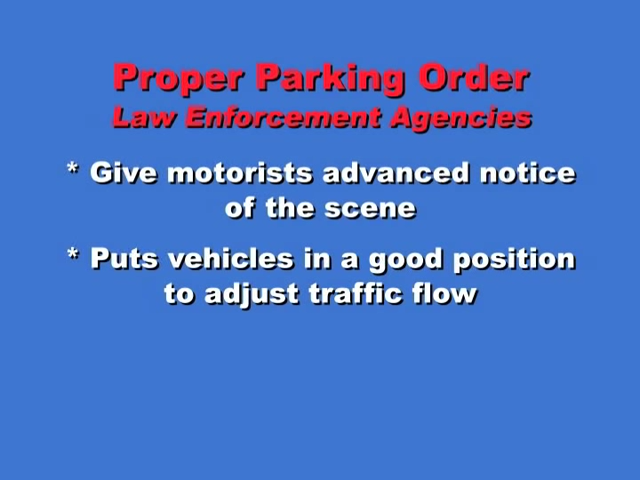 Proper Parking Order
Law Enforcement Agencies
* Give motorists advanced notice
of the scene
* Puts vehicles in a good position
to adjust traffic flow